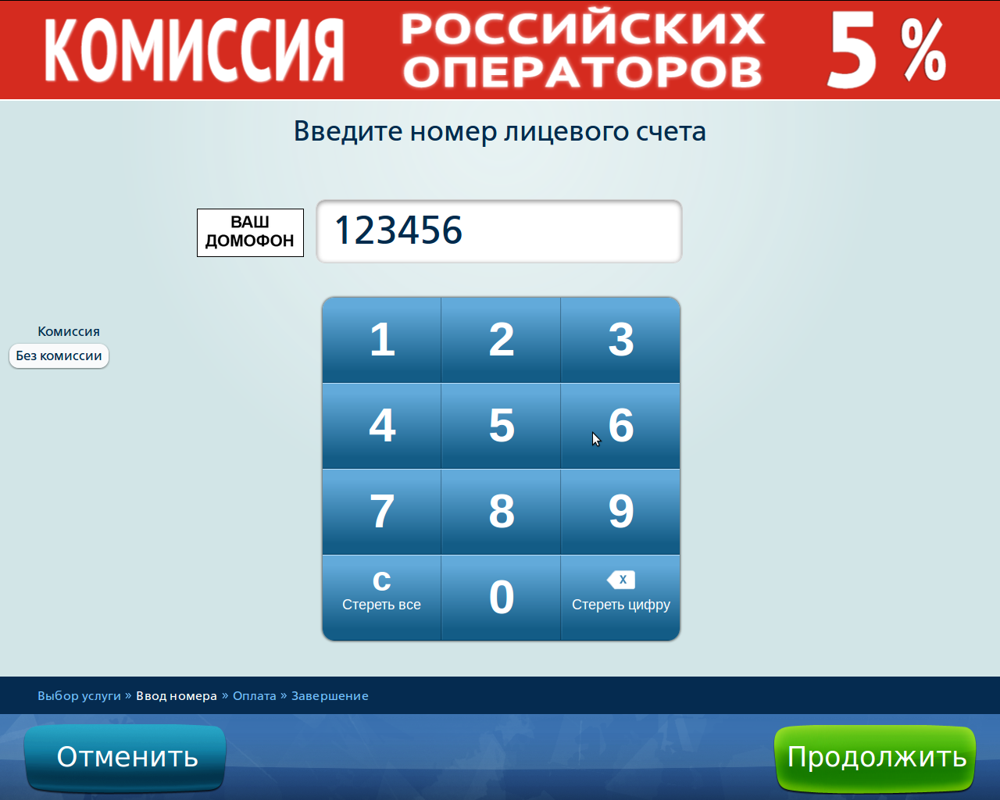 КОМИССИЯ РОССИЙСКИХ ОПЕРАТОРОВ 5 %
Введите номер лицевого счета
ВАШ
ДОМОФОН
123456
Комиссия
Без комиссии
1 2 3
4 5 6
7 8 9
C 0 X
Стереть все Стереть цифру
Выбор услуги » Ввод номера » Оплата » Завершение
Отменить Продолжить